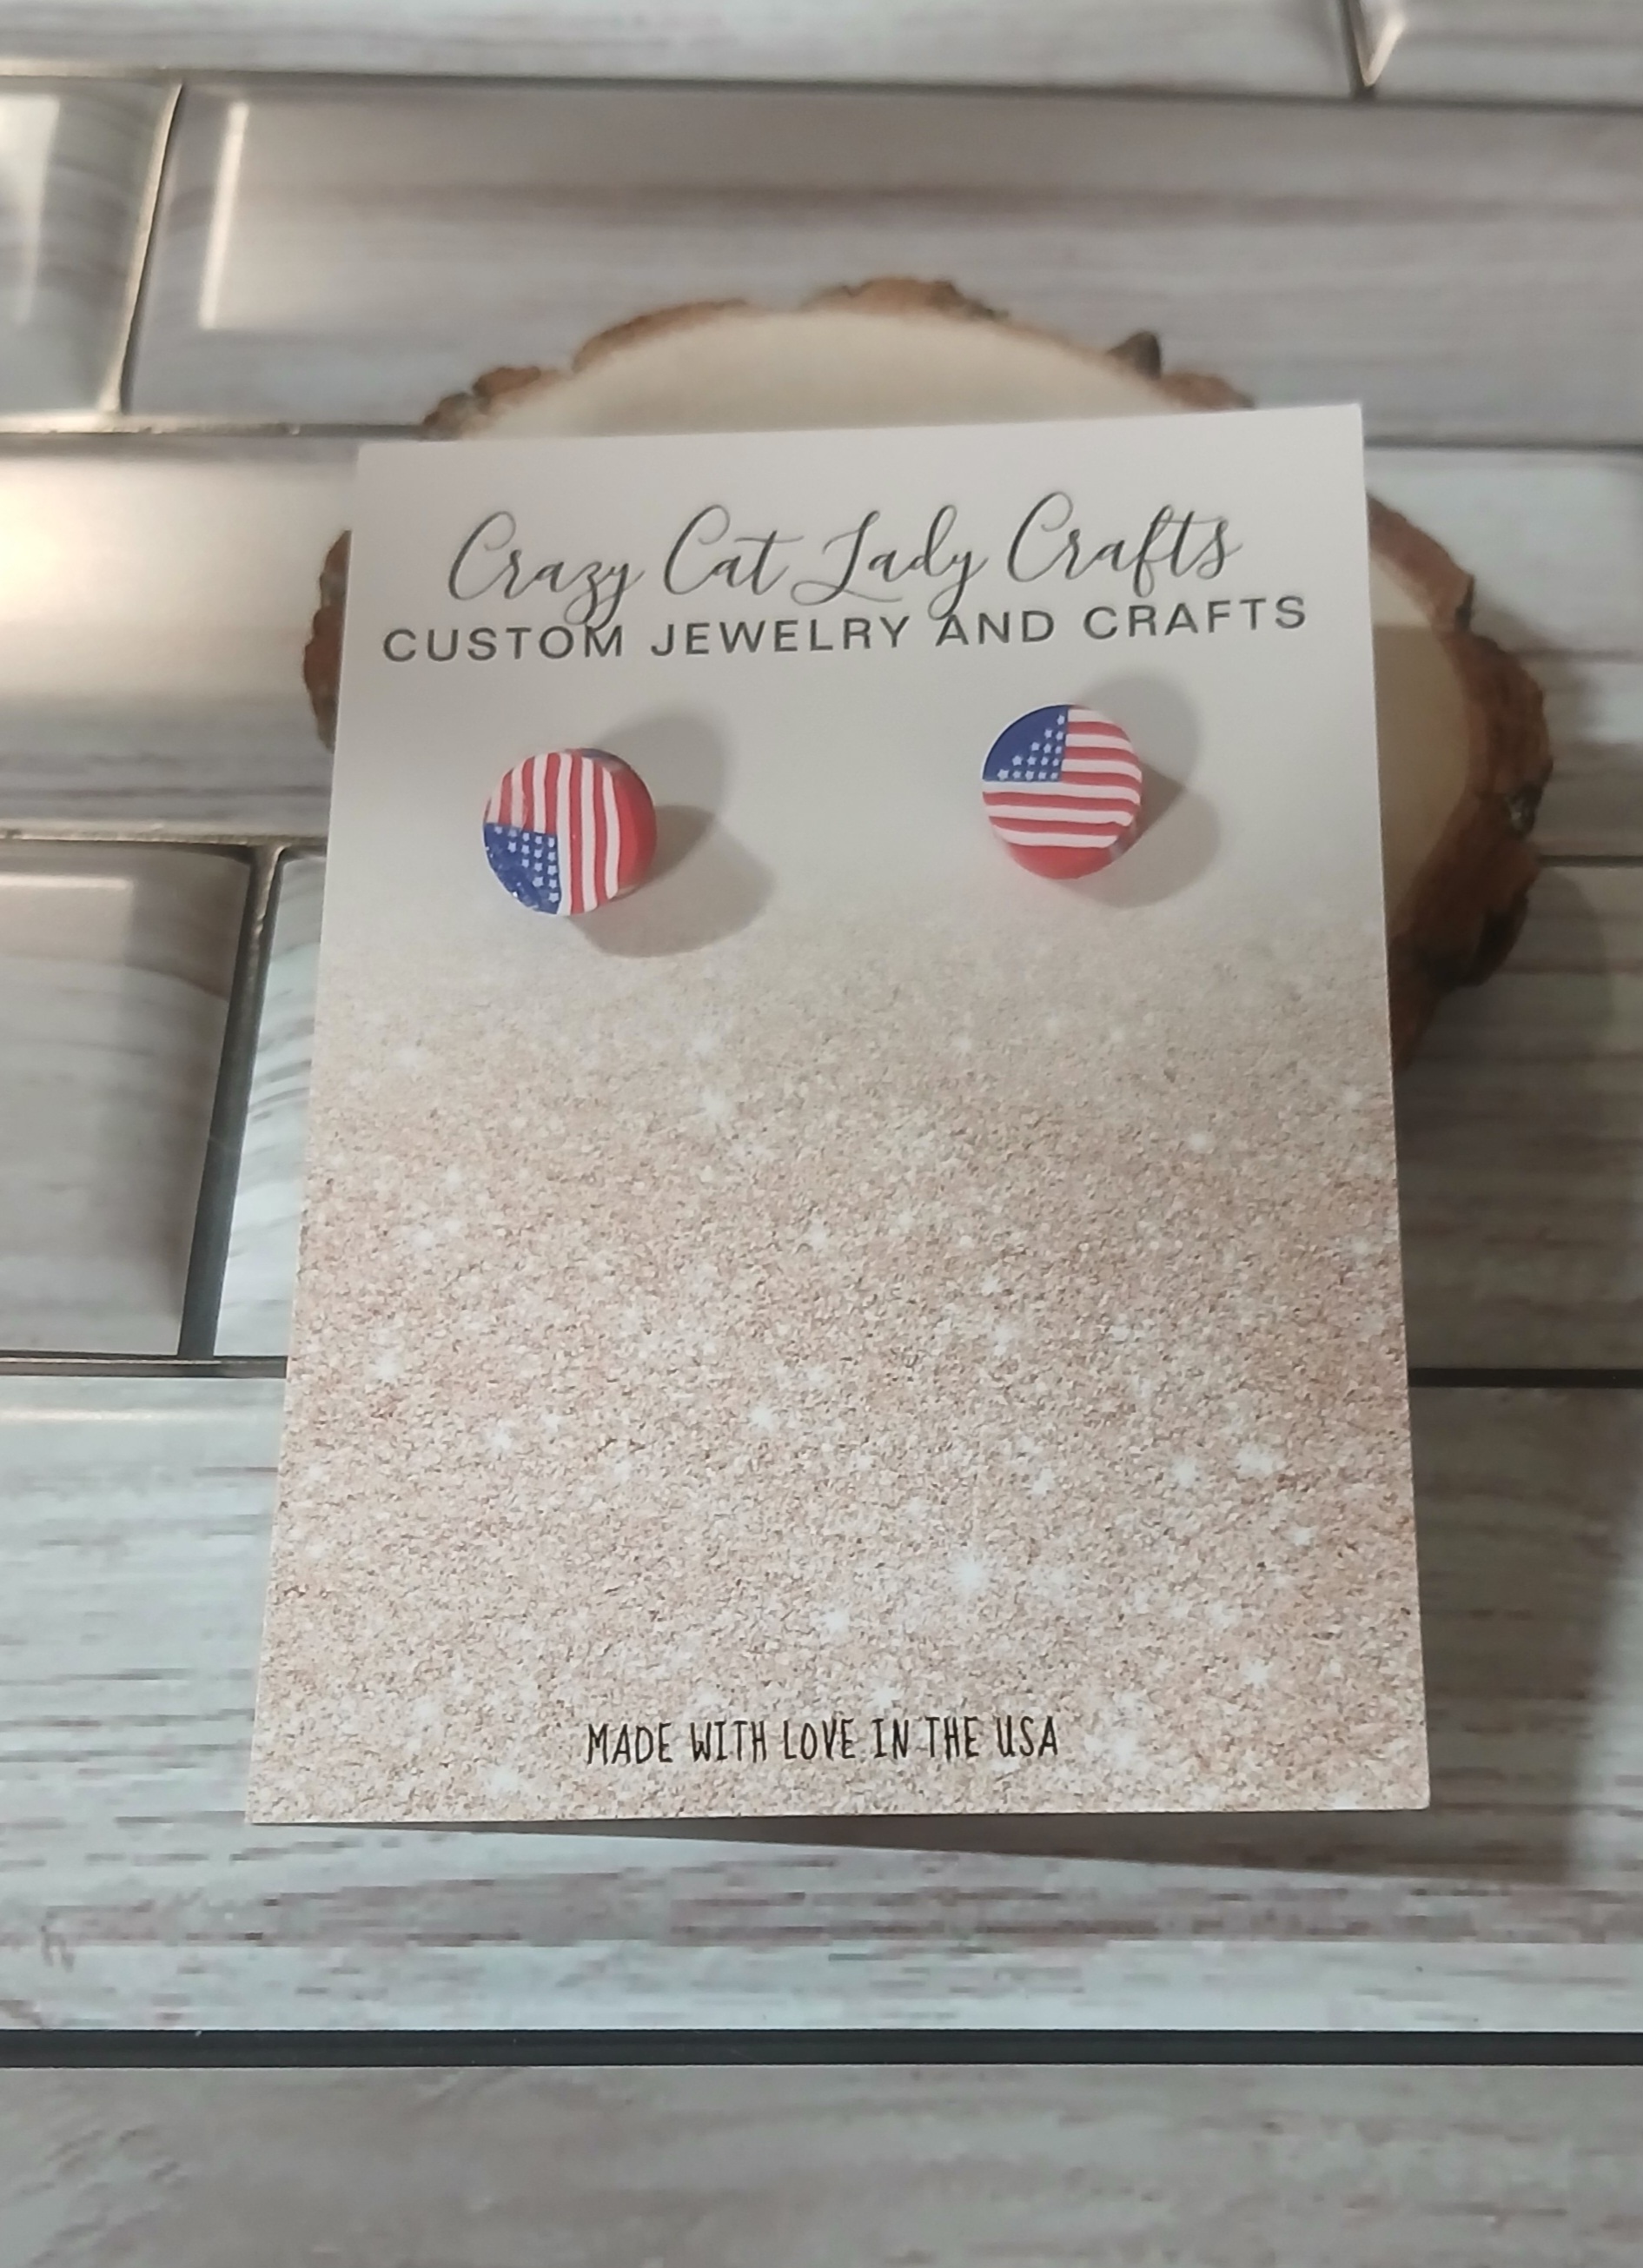 Crazy Cat Lady Crafts
CUSTOM JEWELRY AND CRAFTS
MADE WITH LOVE IN THE USA